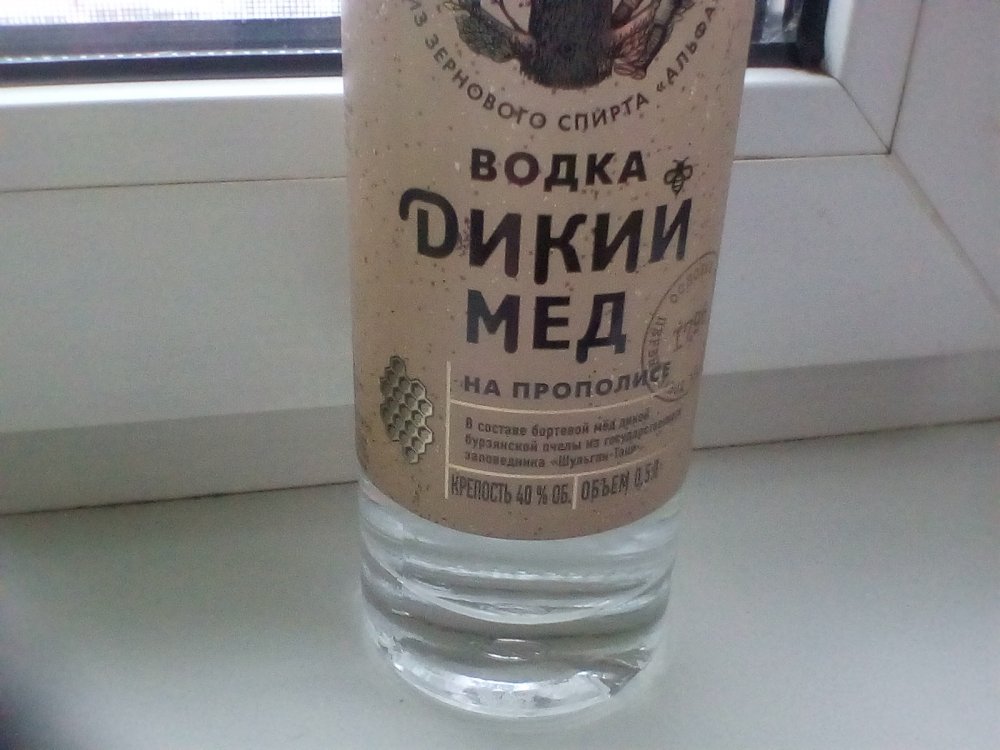 ИЗ ЗЕРНОВОГО СПИРТА «АЛЬФА
ВОДКА
ДИКИЙ
МЕД
НА ПРОПОЛИСЕ
В составе бортевой мёд дикой
бурзянской пчелы из государственного
заповедника «Шульган-Таш»
КРЕПОСТЬ 40 % ОБ. ОБЪЕМ 0,5 Л